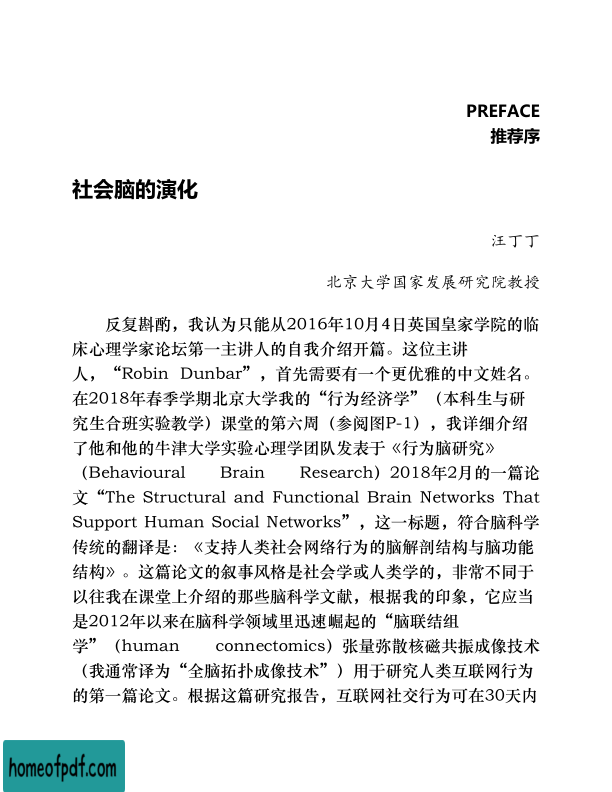 PREFACE
推荐序
社会脑的演化
汪丁丁
北京大学国家发展研究院教授
反复斟酌，我认为只能从2016年10月4日英国皇家学院的临
床心理学家论坛第一主讲人的自我介绍开篇。这位主讲
人，“Robin Dunbar”，首先需要有一个更优雅的中文姓名。
在2018年春季学期北京大学我的“行为经济学”（本科生与研
究生合班实验教学）课堂的第六周（参阅图P-1），我详细介绍
了他和他的牛津大学实验心理学团队发表于《行为脑研究》
（Behavioural Brain Research）2018年2月的一篇论
文“The Structural and Functional Brain Networks That
Support Human Social Networks”，这一标题，符合脑科学
传统的翻译是：《支持人类社会网络行为的脑解剖结构与脑功能
结构》。这篇论文的叙事风格是社会学或人类学的，非常不同于
以往我在课堂上介绍的那些脑科学文献，根据我的印象，它应当
是2012年以来在脑科学领域里迅速崛起的“脑联结组
学”（human connectomics）张量弥散核磁共振成像技术
（我通常译为“全脑拓扑成像技术”）用于研究人类互联网行为
的第一篇论文。根据这篇研究报告，互联网社交行为可在30天内
homeofpdf.com